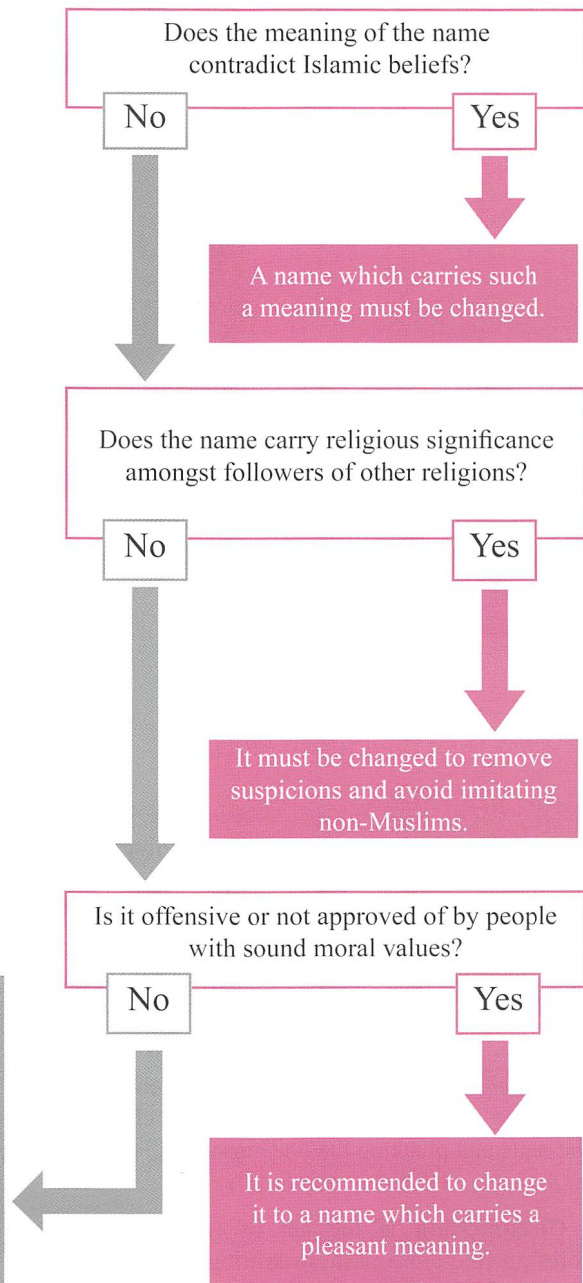 Does the meaning of the name
contradict Islamic beliefs?
No
Yes
A name which carries such
a meaning must be changed.
Does the name carry religious significance
amongst followers of other religions?
No
Yes
It must be changed to remove
suspicions and avoid imitating
non-Muslims.
Is it offensive or not approved of by people
with sound moral values?
No
Yes
It is recommended to change
it to a name which carries a
pleasant meaning.